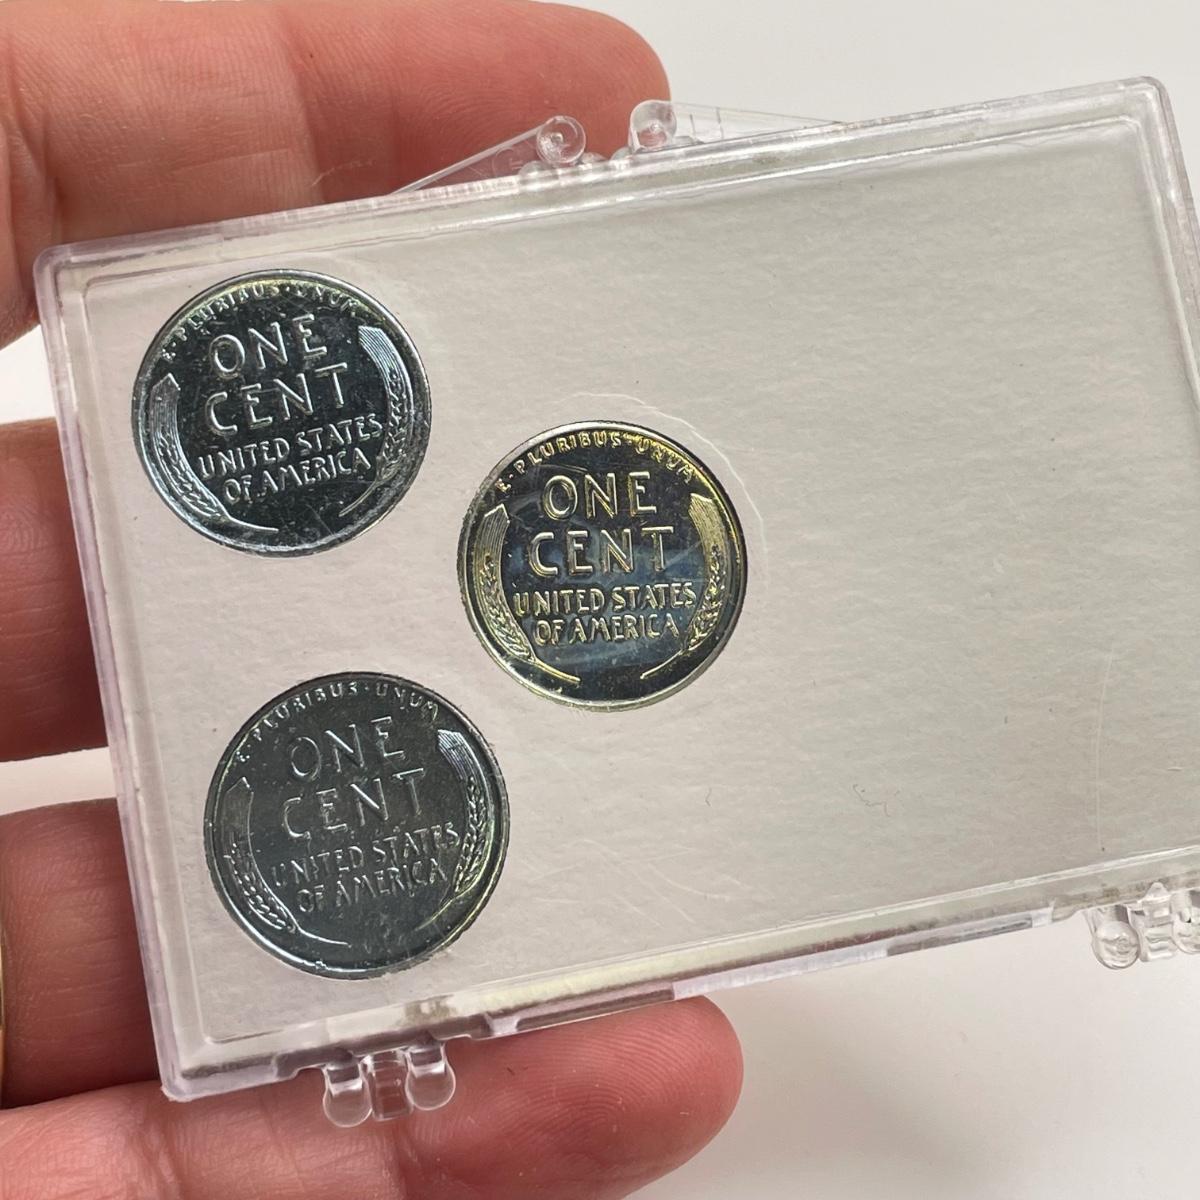 E·PLURIBUS·UNUM
ONE
CENT
UNITED STATES
OF AMERICA
E·PLURIBUS·UNUM
ONE
CENT
UNITED STATES
OF AMERICA
E·PLURIBUS·UNUM
ONE
CENT
UNITED STATES
OF AMERICA